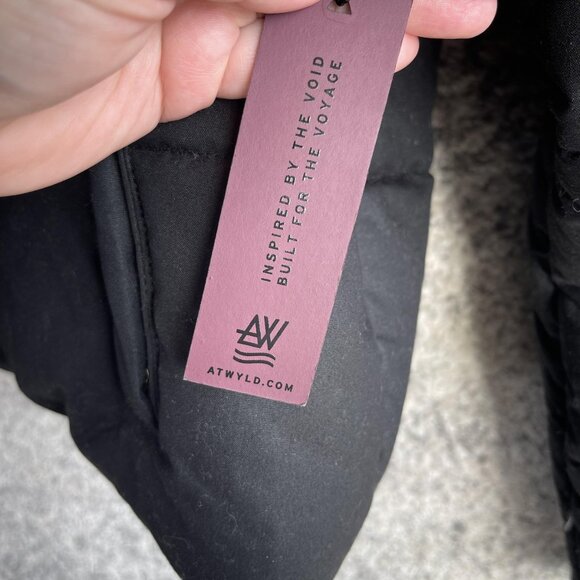 INSPIRED BY THE VOID
BUILT FOR THE VOYAGE
AW
ATWYLD.COM